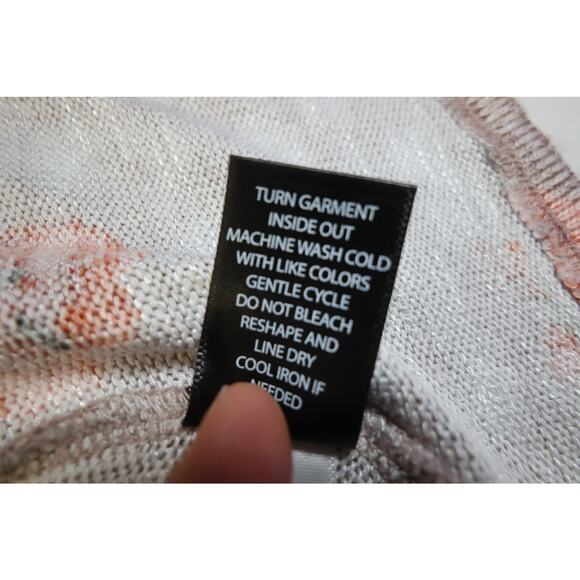 TURN GARMENT
INSIDE OUT
MACHINE WASH COLD
WITH LIKE COLORS
GENTLE CYCLE
DO NOT BLEACH
RESHAPE AND
LINE DRY
COOL IRON IF
NEEDED